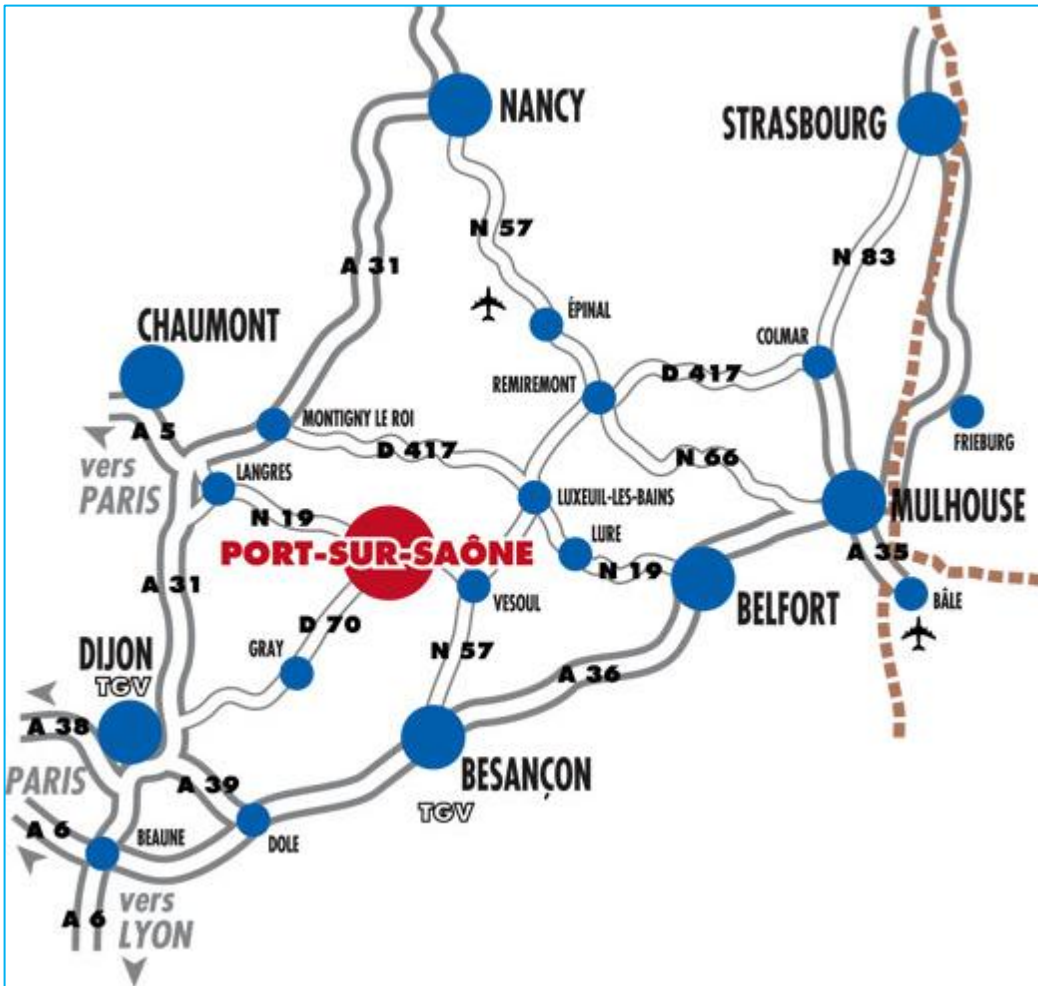 NANCY
STRASBOURG
N 57
N 83
A 31
ÉPINAL
CHAUMONT
COLMAR
REMIREMONT
D 417
FRIEBURG
MONTIGNY LE ROI
A 5
D 417
N 66
vers
PARIS
LANGRES
LUXEUIL-LES-BAINS
MULHOUSE
N 19
LURE
PORT-SUR-SAÔNE
A 35
N 19
A 31
VESOUL
BELFORT
BÂLE
D 70
GRAY
N 57
DIJON
TGV
A 36
A 38
PARIS
A 39
BESANÇON
TGV
A 6
BEAUNE
DOLE
A 6
vers
LYON